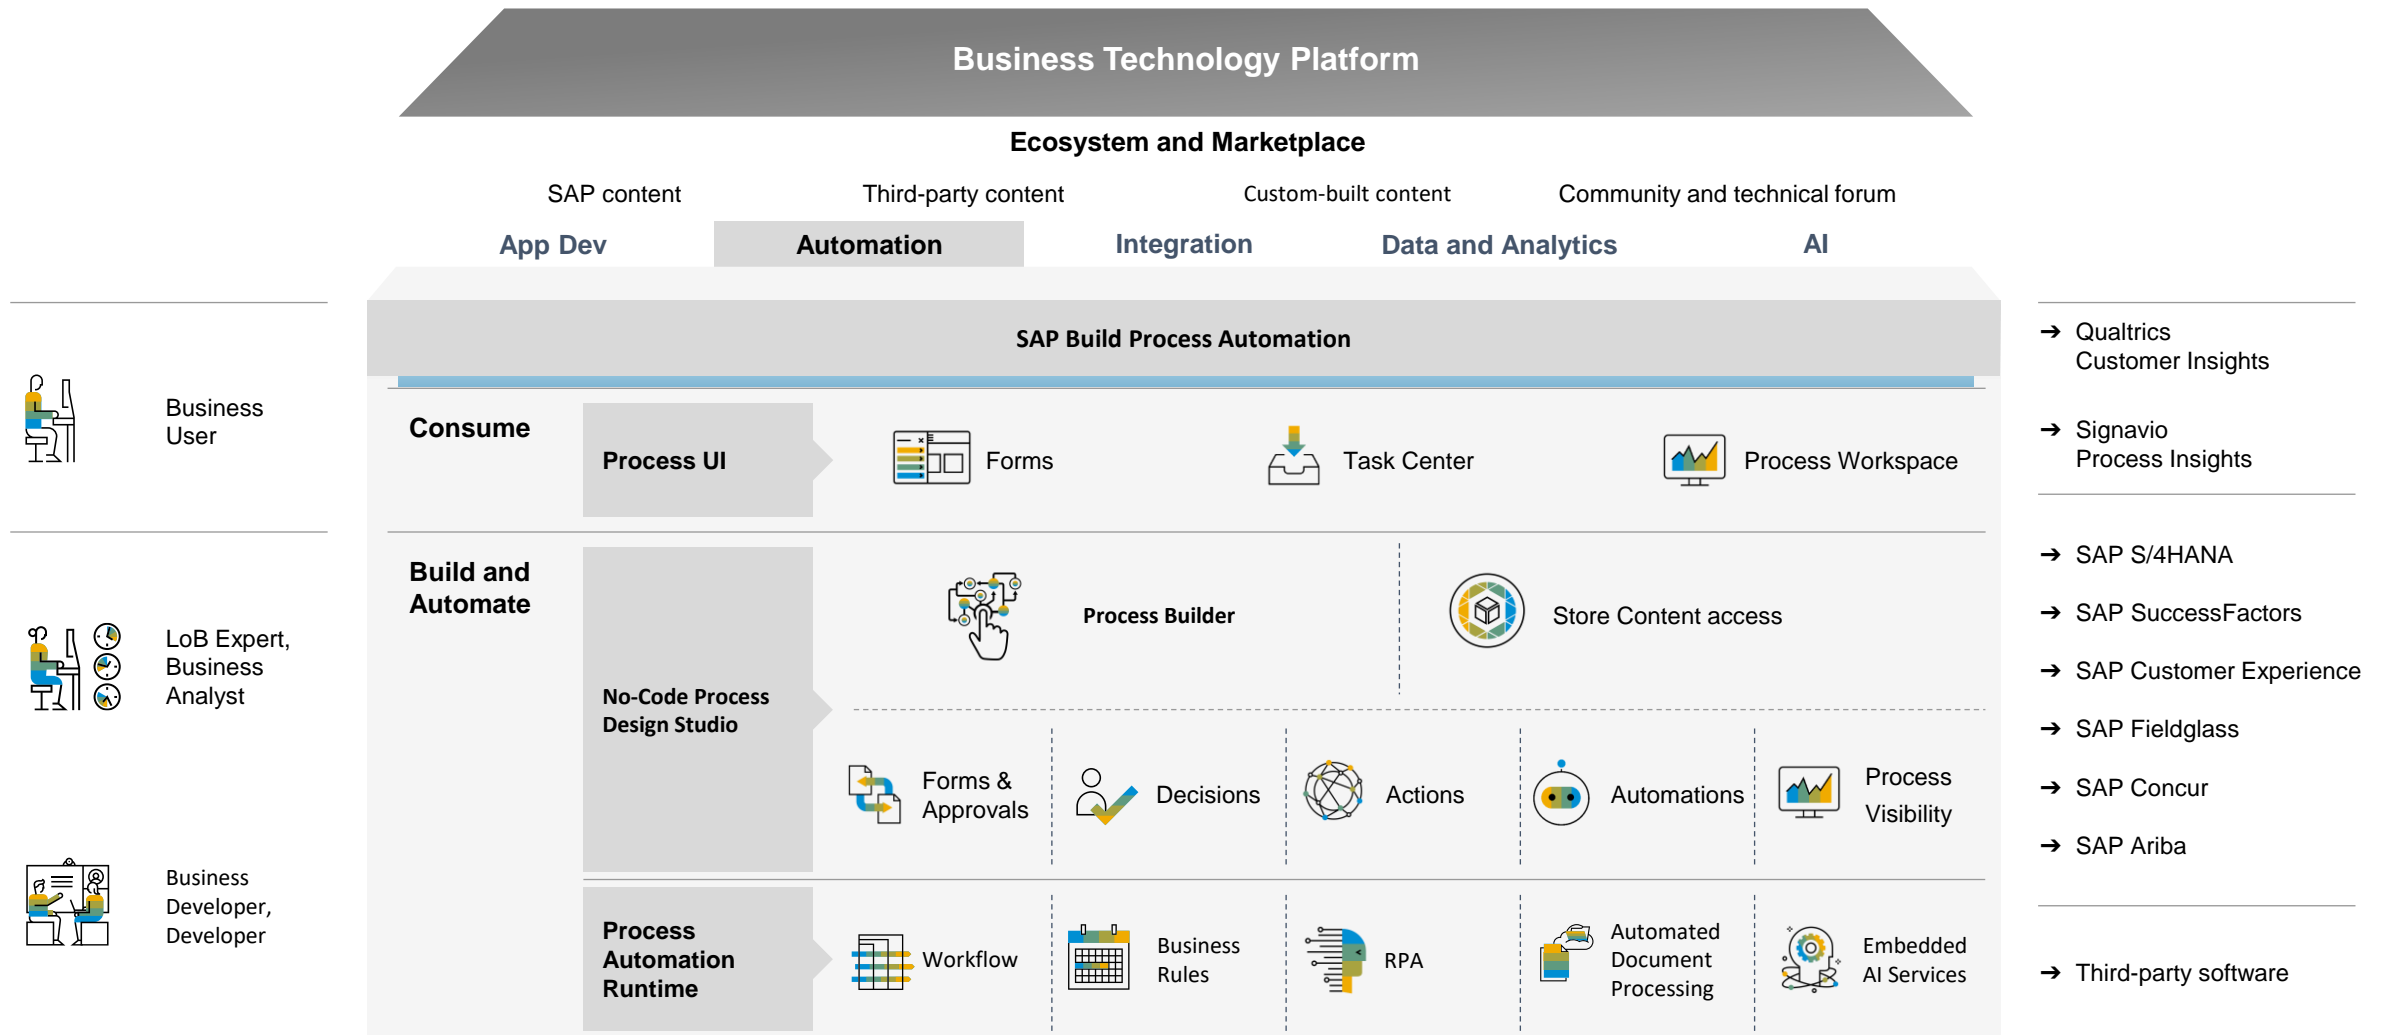 Business Technology Platform
Ecosystem and Marketplace
SAP content
Third-party content
Custom-built content
Community and technical forum
App Dev
Automation
Integration
Data and Analytics
AI
SAP Build Process Automation
Business
User
LoB Expert,
Business
Analyst
Business
Developer,
Developer
Consume
Process UI
Forms
Task Center
Process Workspace
Build and
Automate
No-Code Process
Design Studio
Process Builder
Store Content access
Forms &
Approvals
Decisions
Actions
Automations
Process
Visibility
Process
Automation
Runtime
Workflow
Business
Rules
RPA
Automated
Document
Processing
Embedded
AI Services
➔ Qualtrics
Customer Insights
➔ Signavio
Process Insights
➔ SAP S/4HANA
➔ SAP SuccessFactors
➔ SAP Customer Experience
➔ SAP Fieldglass
➔ SAP Concur
➔ SAP Ariba
➔ Third-party software